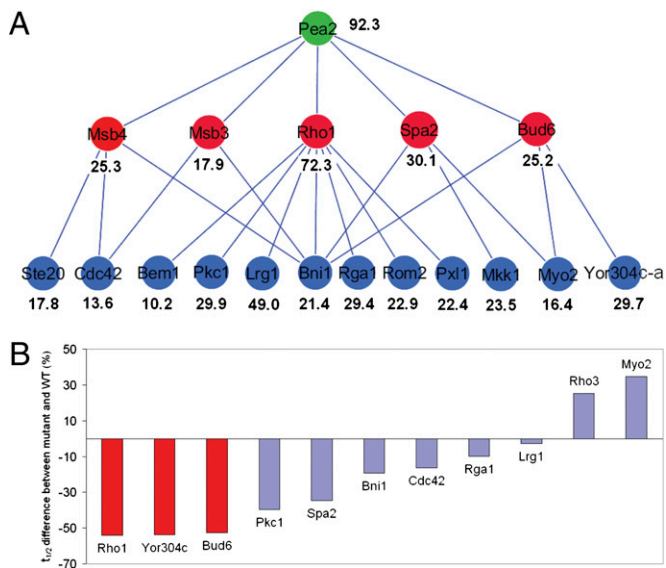 A
Pea2 92.3
Msb4 Msb3 Rho1 Spa2 Bud6
25.3 17.9 72.3 30.1 25.2
Ste20 Cdc42 Bem1 Pkc1 Lrg1 Bni1 Rga1 Rom2 Pxl1 Mkk1 Myo2 Yor304c-a
17.8 13.6 10.2 29.9 49.0 21.4 29.4 22.9 22.4 23.5 16.4 29.7
B
t1/2 difference between mutant and WT (%)
50
30
10
-10
-30
-50
-70
Rho1 Yor304c Bud6 Pkc1 Spa2 Bni1 Cdc42 Rga1 Lrg1 Rho3 Myo2